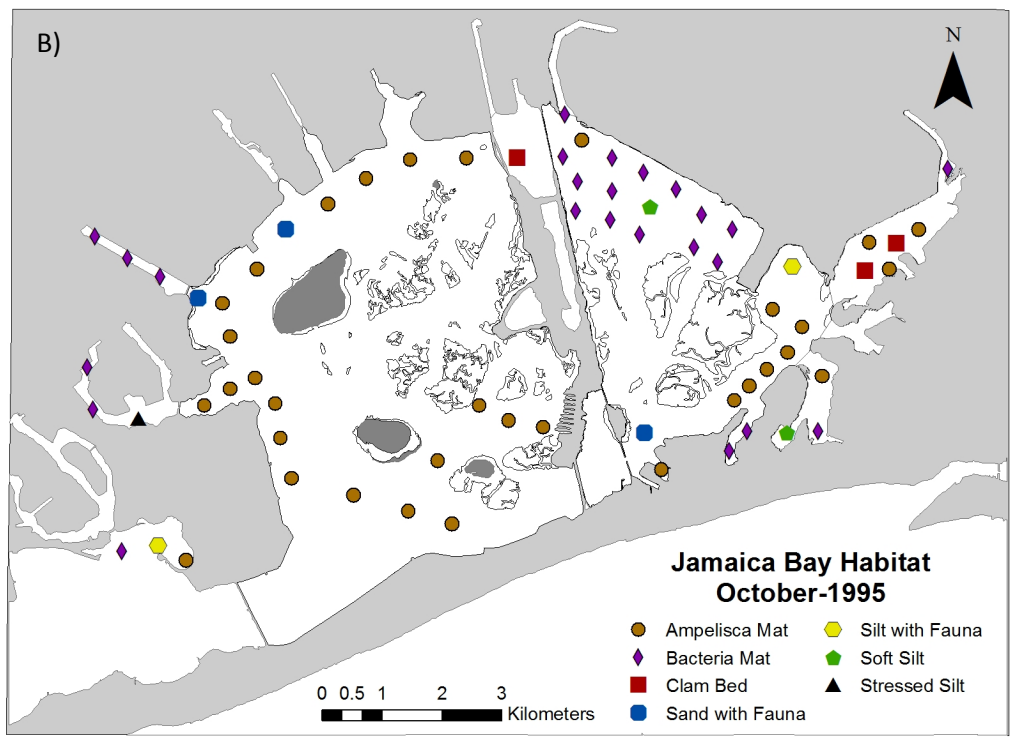 B)
N
Jamaica Bay Habitat
October-1995
Ampelisca Mat
Silt with Fauna
Bacteria Mat
Soft Silt
Clam Bed
Stressed Silt
Sand with Fauna
0 0.5 1 2 3
Kilometers